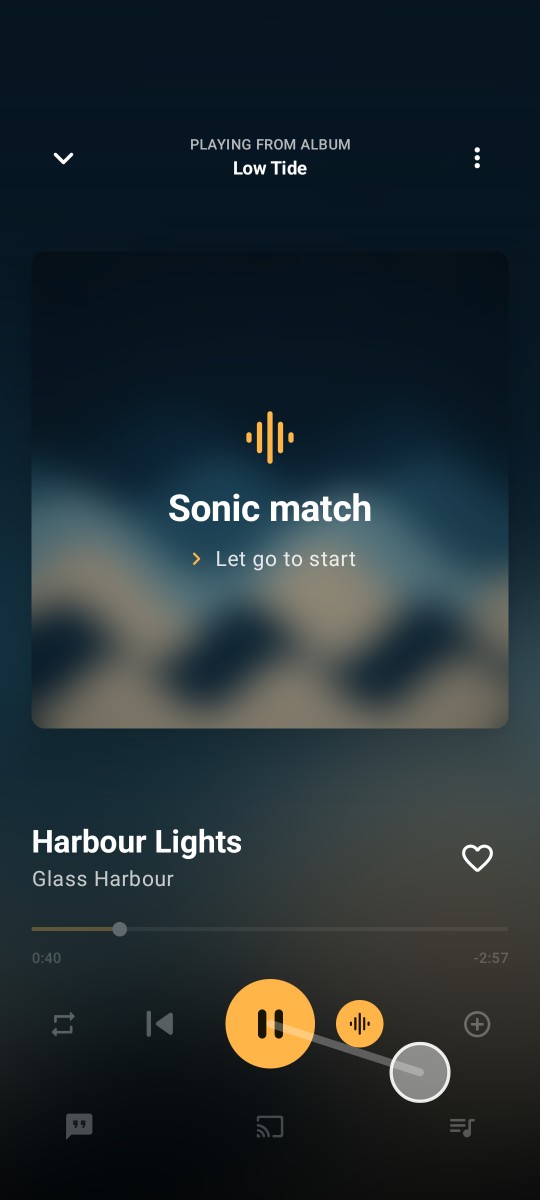 PLAYING FROM ALBUM
Low Tide
Sonic match
Let go to start
Harbour Lights
Glass Harbour
0:40
-2:57